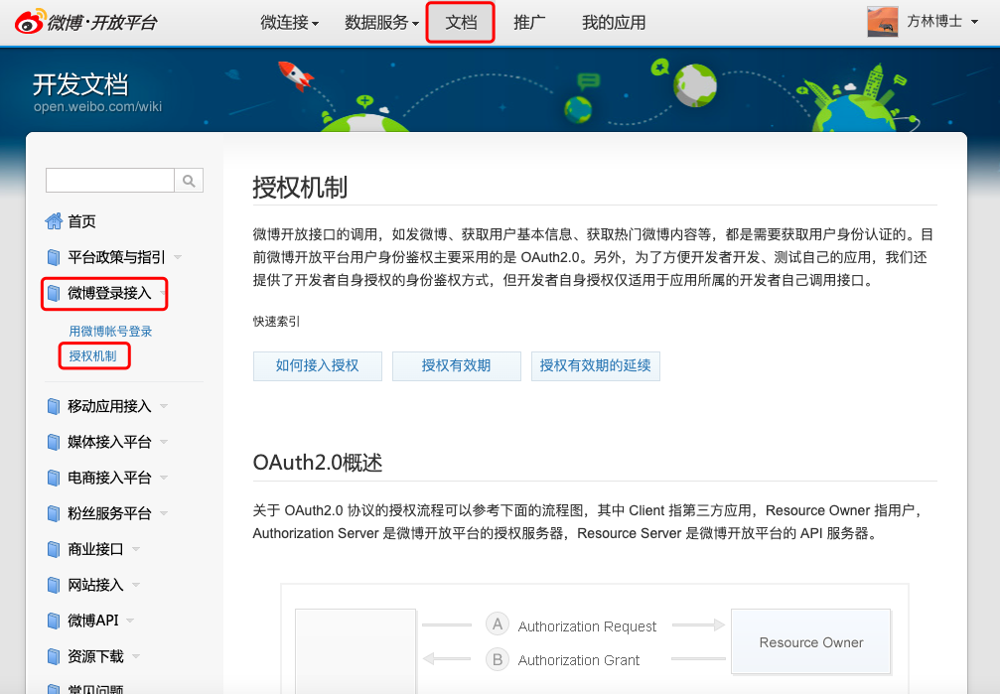 微博·开放平台
微连接
数据服务
文档
推广
我的应用
方林博士
开发文档
open.weibo.com/wiki
首页
平台政策与指引
微博登录接入
用微博帐号登录
授权机制
移动应用接入
媒体接入平台
电商接入平台
粉丝服务平台
商业接口
网站接入
微博API
资源下载
常见问题
授权机制
微博开放接口的调用，如发微博、获取用户基本信息、获取热门微博内容等，都是需要获取用户身份认证的。目
前微博开放平台用户身份鉴权主要采用的是 OAuth2.0。另外，为了方便开发者开发、测试自己的应用，我们还
提供了开发者自身授权的身份鉴权方式，但开发者自身授权仅适用于应用所属的开发者自己调用接口。
快速索引
如何接入授权
授权有效期
授权有效期的延续
OAuth2.0概述
关于 OAuth2.0 协议的授权流程可以参考下面的流程图，其中 Client 指第三方应用，Resource Owner 指用户，
Authorization Server 是微博开放平台的授权服务器，Resource Server 是微博开放平台的 API 服务器。
A Authorization Request
B Authorization Grant
Resource Owner